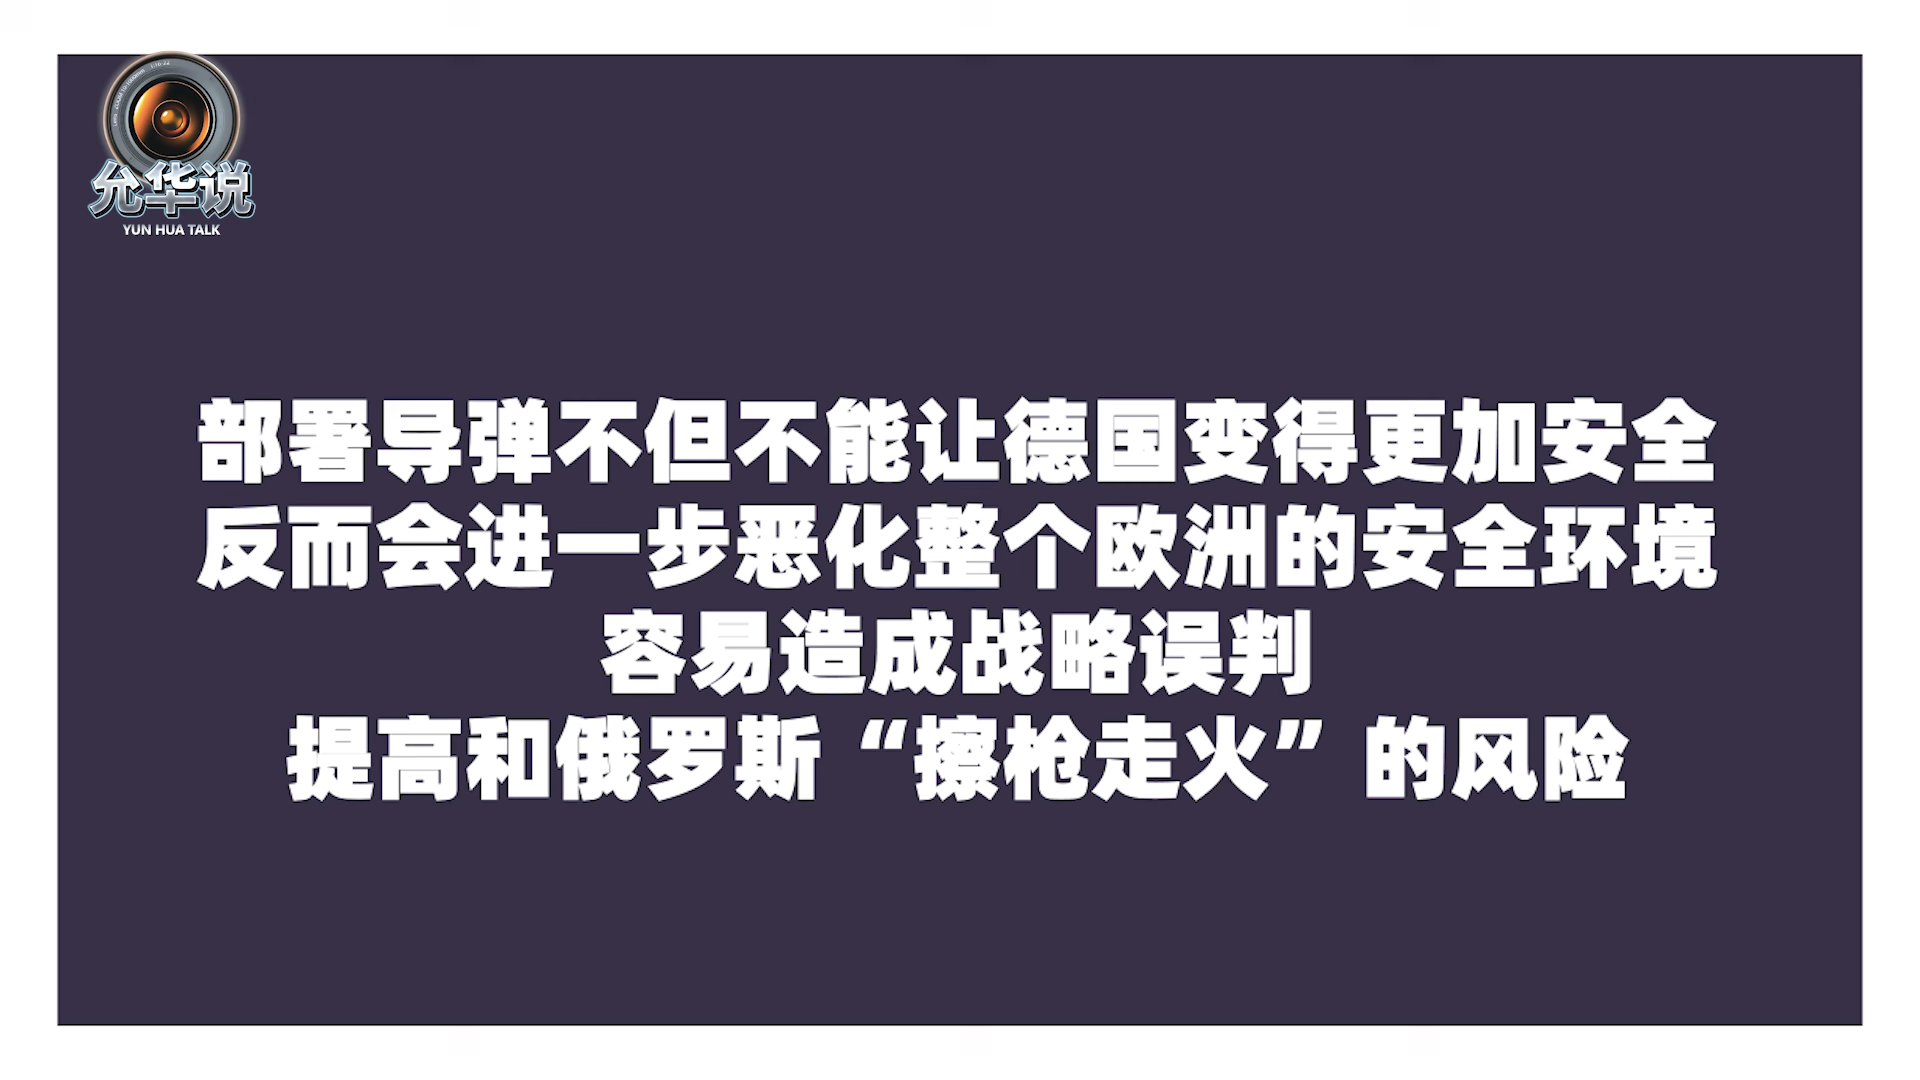 允华说
YUN HUA TALK
部署导弹不但不能让德国变得更加安全
反而会进一步恶化整个欧洲的安全环境
容易造成战略误判
提高和俄罗斯“擦枪走火”的风险